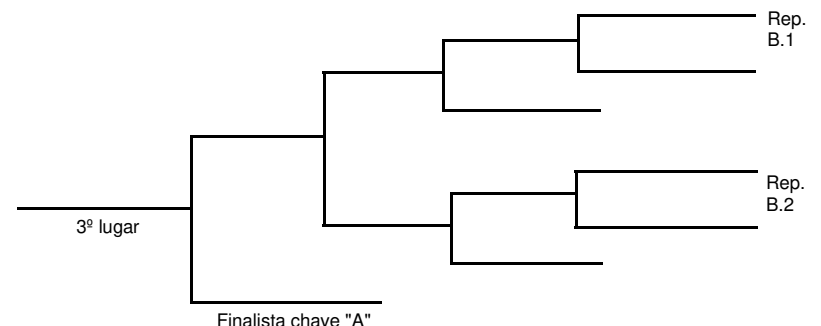 Rep.
B.1
Rep.
B.2
3º lugar
Finalista chave "A"